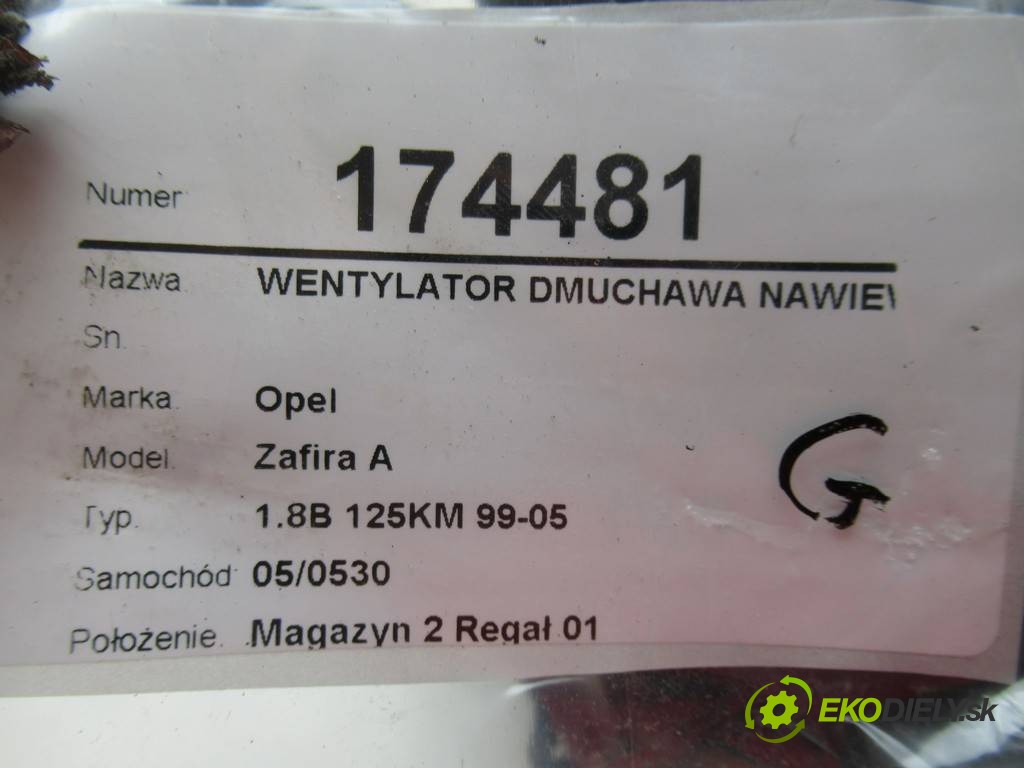 Numer 174481
Nazwa WENTYLATOR DMUCHAWA NAWIEW
Sn.
Marka. Opel
Model. Zafira A
Typ. 1.8B 125KM 99-05
Samochód 05/0530
Położenie. Magazyn 2 Regał 01
G
EKODIELY.sk